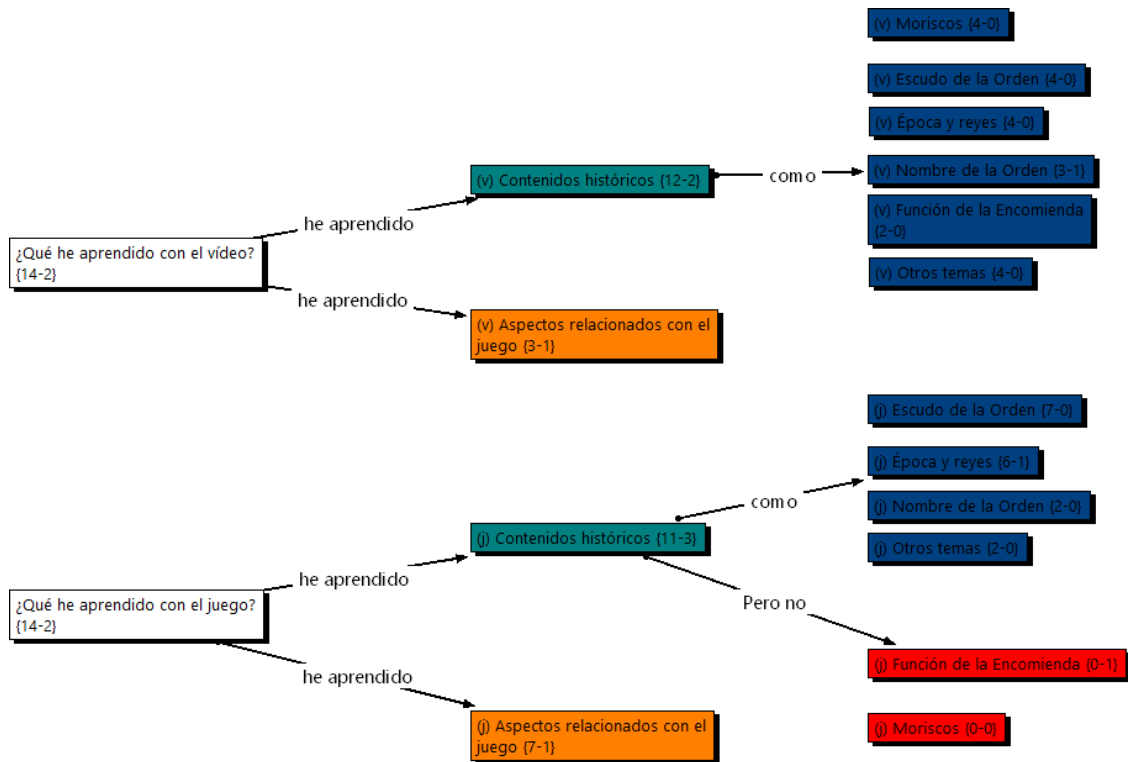 (v) Moriscos {4-0}
(v) Escudo de la Orden {4-0}
(v) Época y reyes {4-0}
(v) Contenidos históricos {12-2}
como
(v) Nombre de la Orden {3-1}
(v) Función de la Encomienda
{2-0}
he aprendido
¿Qué he aprendido con el vídeo?
{14-2}
(v) Otros temas {4-0}
he aprendido
(v) Aspectos relacionados con el
juego {3-1}
(j) Escudo de la Orden {7-0}
(j) Época y reyes {6-1}
como
(j) Nombre de la Orden {2-0}
(j) Contenidos históricos {11-3}
(j) Otros temas {2-0}
he aprendido
¿Qué he aprendido con el juego?
{14-2}
Pero no
(j) Función de la Encomienda {0-1}
he aprendido
(j) Aspectos relacionados con el
juego {7-1}
(j) Moriscos {0-0}